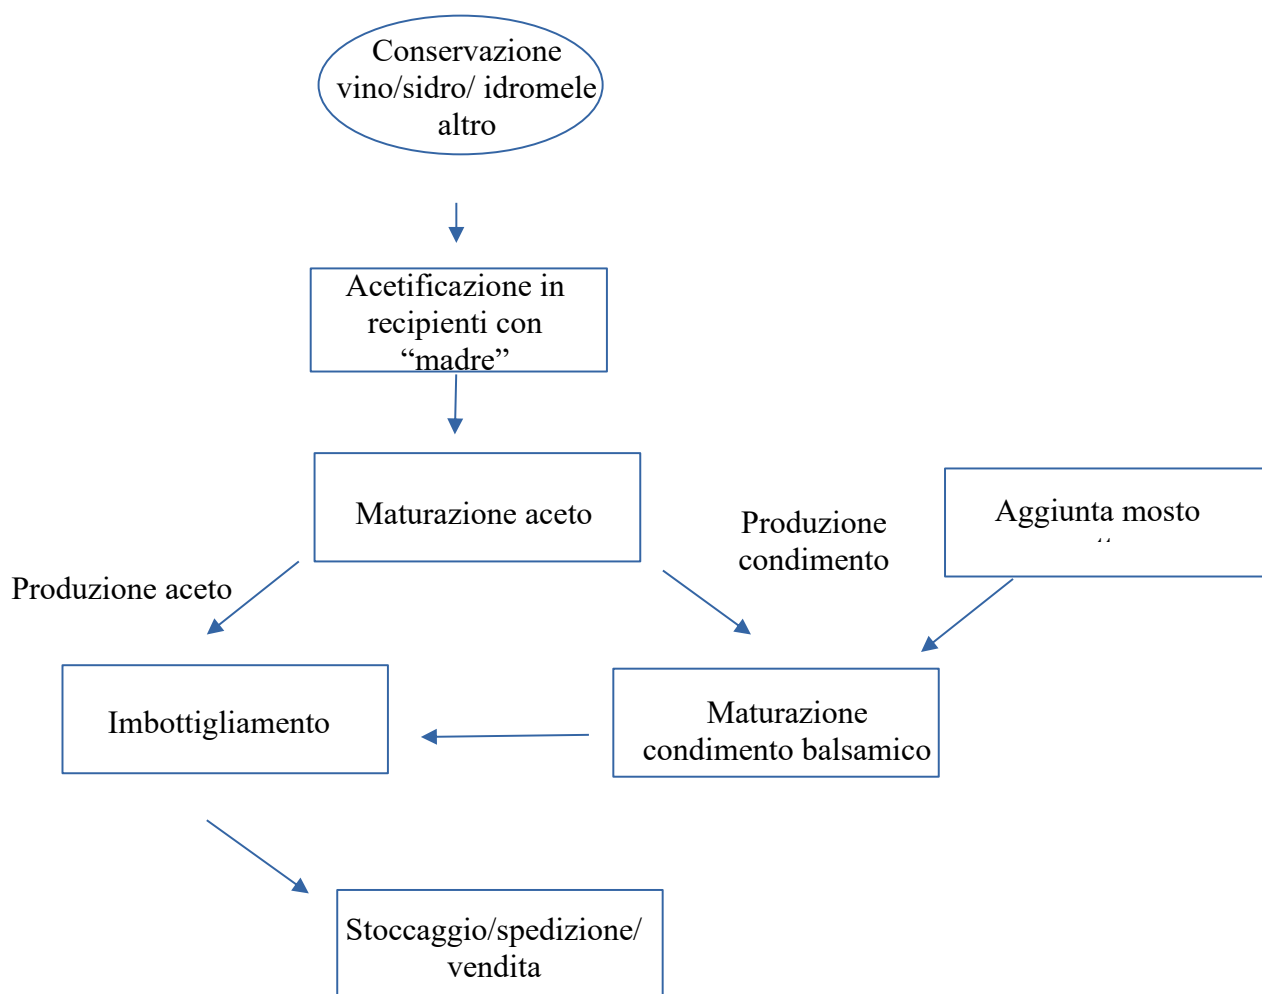 Conservazione
vino/sidro/ idromele
altro
Acetificazione in
recipienti con
“madre”
Maturazione aceto
Produzione
condimento
Aggiunta mosto
Produzione aceto
Imbottigliamento
Maturazione
condimento balsamico
Stoccaggio/spedizione/
vendita